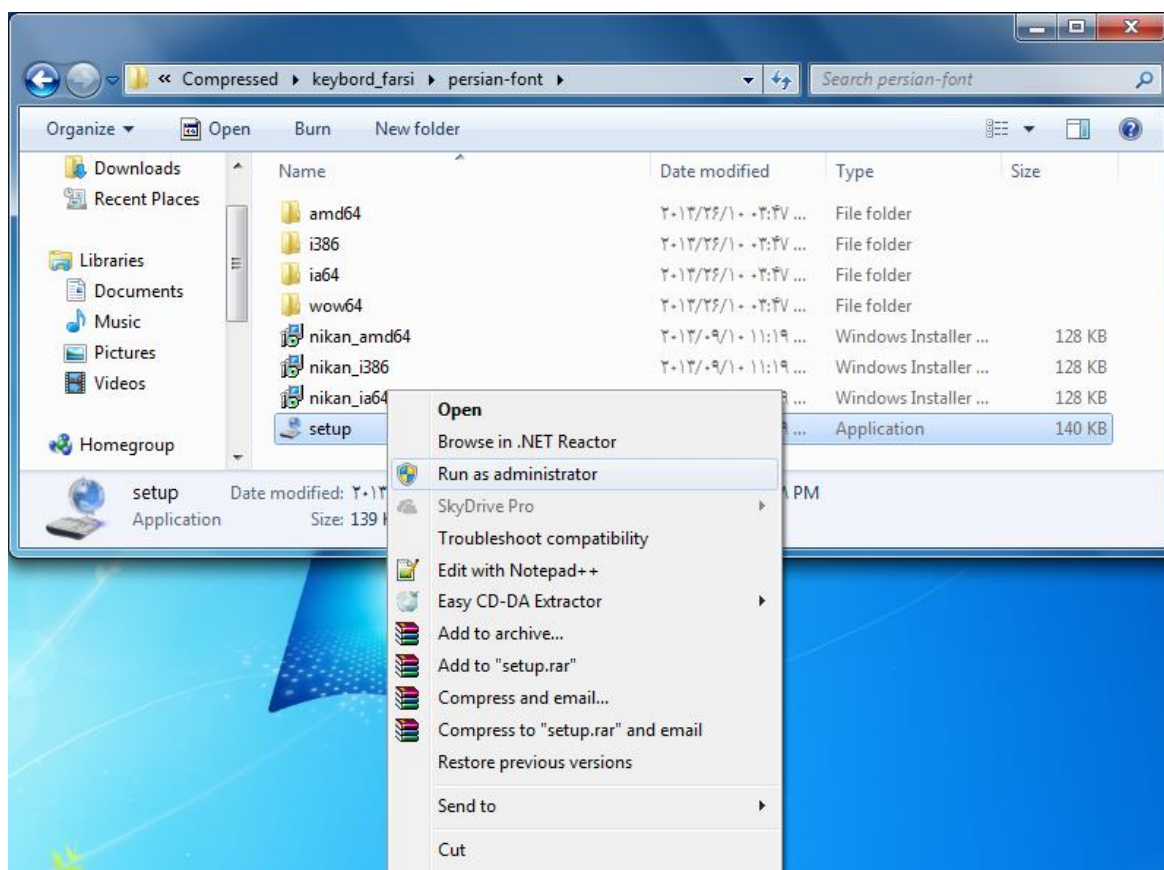 « Compressed ▸ keybord_farsi ▸ persian-font ▸
Search persian-font
Organize ▾ Open Burn New folder
Downloads
Recent Places
Libraries
Documents
Music
Pictures
Videos
Homegroup
Name Date modified Type Size
amd64 ۲۰۱۳/۲۶/۱۰ ۰۳:۴۷ ... File folder
i386 ۲۰۱۳/۲۶/۱۰ ۰۳:۴۷ ... File folder
ia64 ۲۰۱۳/۲۶/۱۰ ۰۳:۴۷ ... File folder
wow64 ۲۰۱۳/۲۶/۱۰ ۰۳:۴۷ ... File folder
nikan_amd64 ۲۰۱۳/۰۹/۱۰ ۱۱:۱۹ ... Windows Installer ... 128 KB
nikan_i386 ۲۰۱۳/۰۹/۱۰ ۱۱:۱۹ ... Windows Installer ... 128 KB
nikan_ia64 ... Windows Installer ... 128 KB
setup ... Application 140 KB
setup Date modified: ۲۰۱۳ PM
Application Size: 139
Open
Browse in .NET Reactor
Run as administrator
SkyDrive Pro
Troubleshoot compatibility
Edit with Notepad++
Easy CD-DA Extractor
Add to archive...
Add to "setup.rar"
Compress and email...
Compress to "setup.rar" and email
Restore previous versions
Send to
Cut